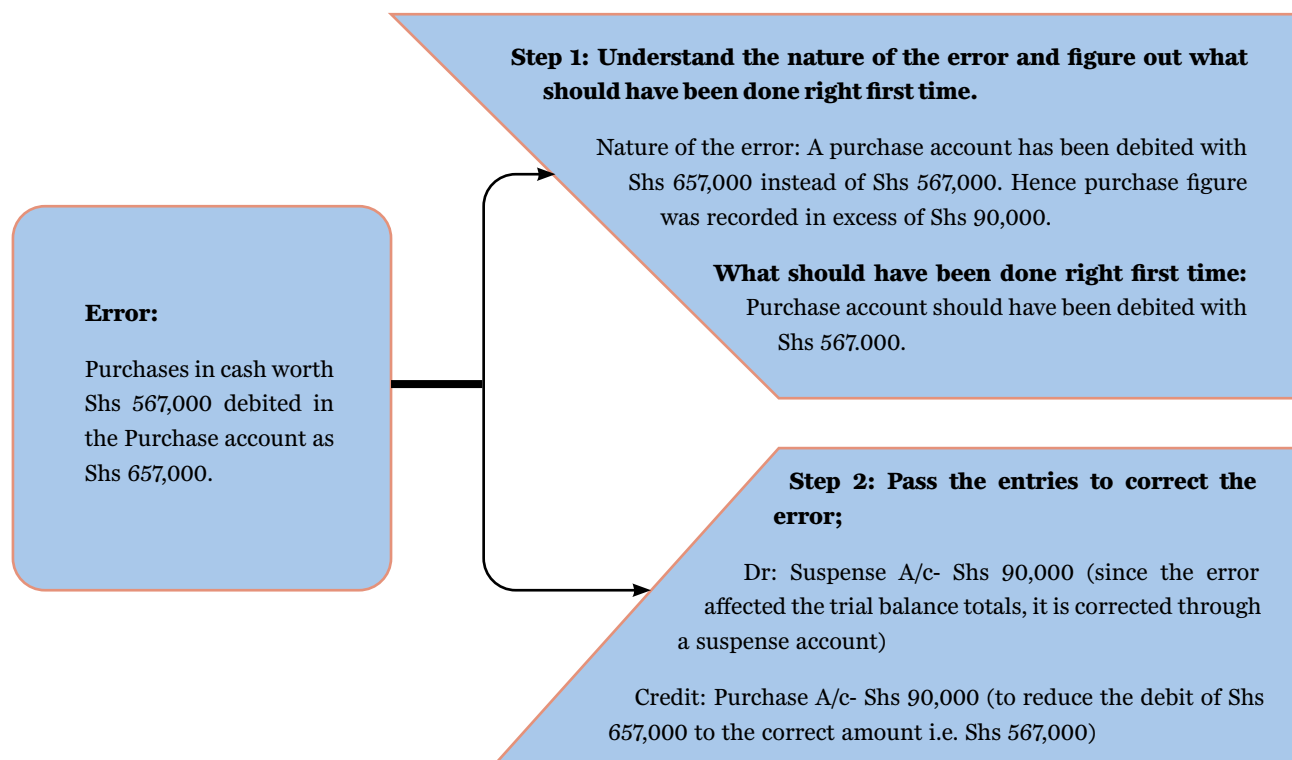 Error:
Purchases in cash worth
Shs 567,000 debited in
the Purchase account as
Shs 657,000.
Step 1: Understand the nature of the error and figure out what
should have been done right first time.
Nature of the error: A purchase account has been debited with
Shs 657,000 instead of Shs 567,000. Hence purchase figure
was recorded in excess of Shs 90,000.
What should have been done right first time:
Purchase account should have been debited with
Shs 567.000.
Step 2: Pass the entries to correct the
error;
Dr: Suspense A/c- Shs 90,000 (since the error
affected the trial balance totals, it is corrected through
a suspense account)
Credit: Purchase A/c- Shs 90,000 (to reduce the debit of Shs
657,000 to the correct amount i.e. Shs 567,000)